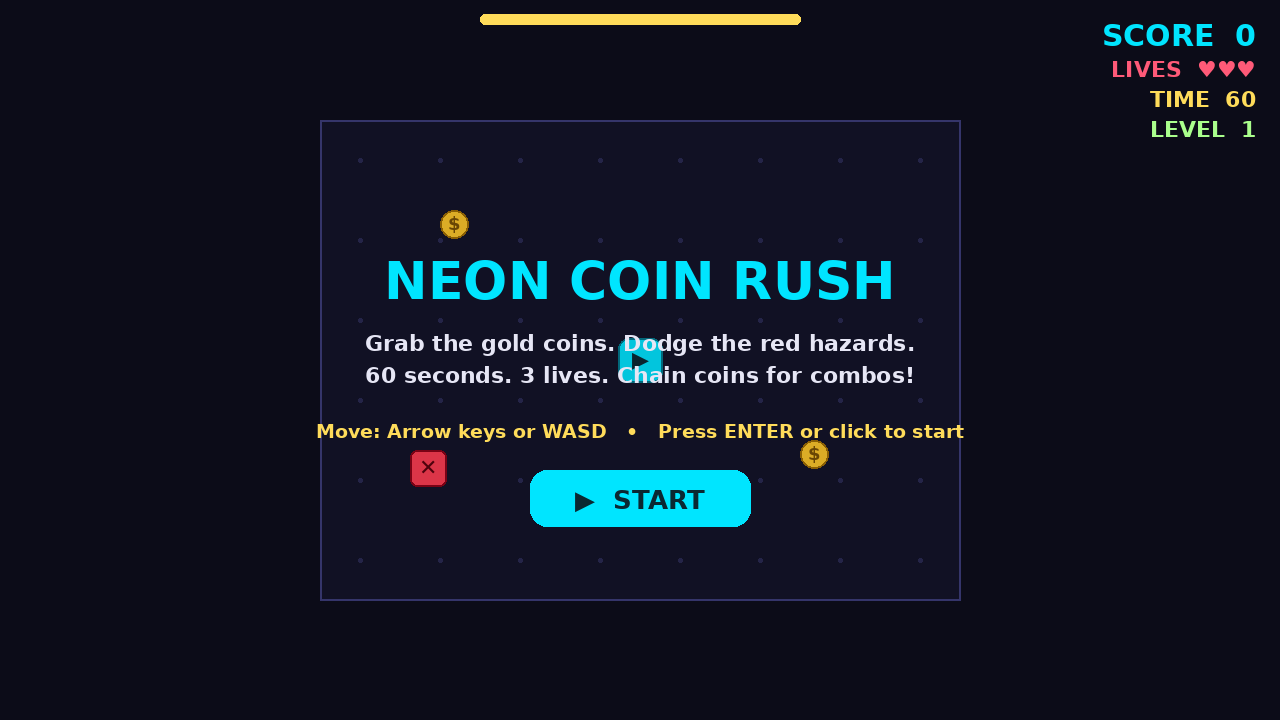 SCORE 0
LIVES ♥♥♥
TIME 60
LEVEL 1
$
NEON COIN RUSH
Grab the gold coins. Dodge the red hazards.
▶
60 seconds. 3 lives. Chain coins for combos!
Move: Arrow keys or WASD • Press ENTER or click to start
$
✕
▶ START